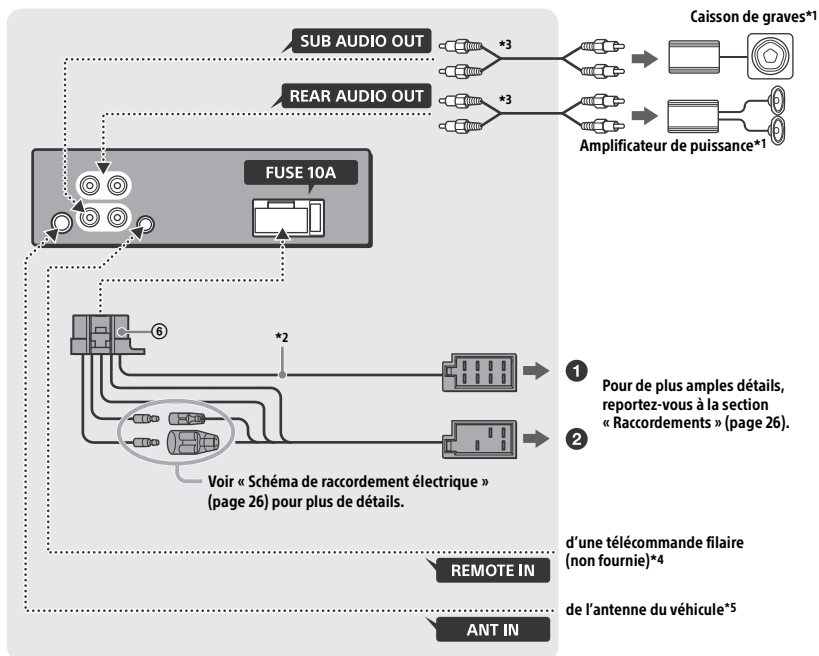 Caisson de graves*1
SUB AUDIO OUT
*3
REAR AUDIO OUT
*3
Amplificateur de puissance*1
FUSE 10A
⑥
*2
❶
Pour de plus amples détails,
reportez-vous à la section
« Raccordements » (page 26).
❷
Voir « Schéma de raccordement électrique »
(page 26) pour plus de détails.
d'une télécommande filaire
(non fournie)*4
REMOTE IN
de l'antenne du véhicule*5
ANT IN